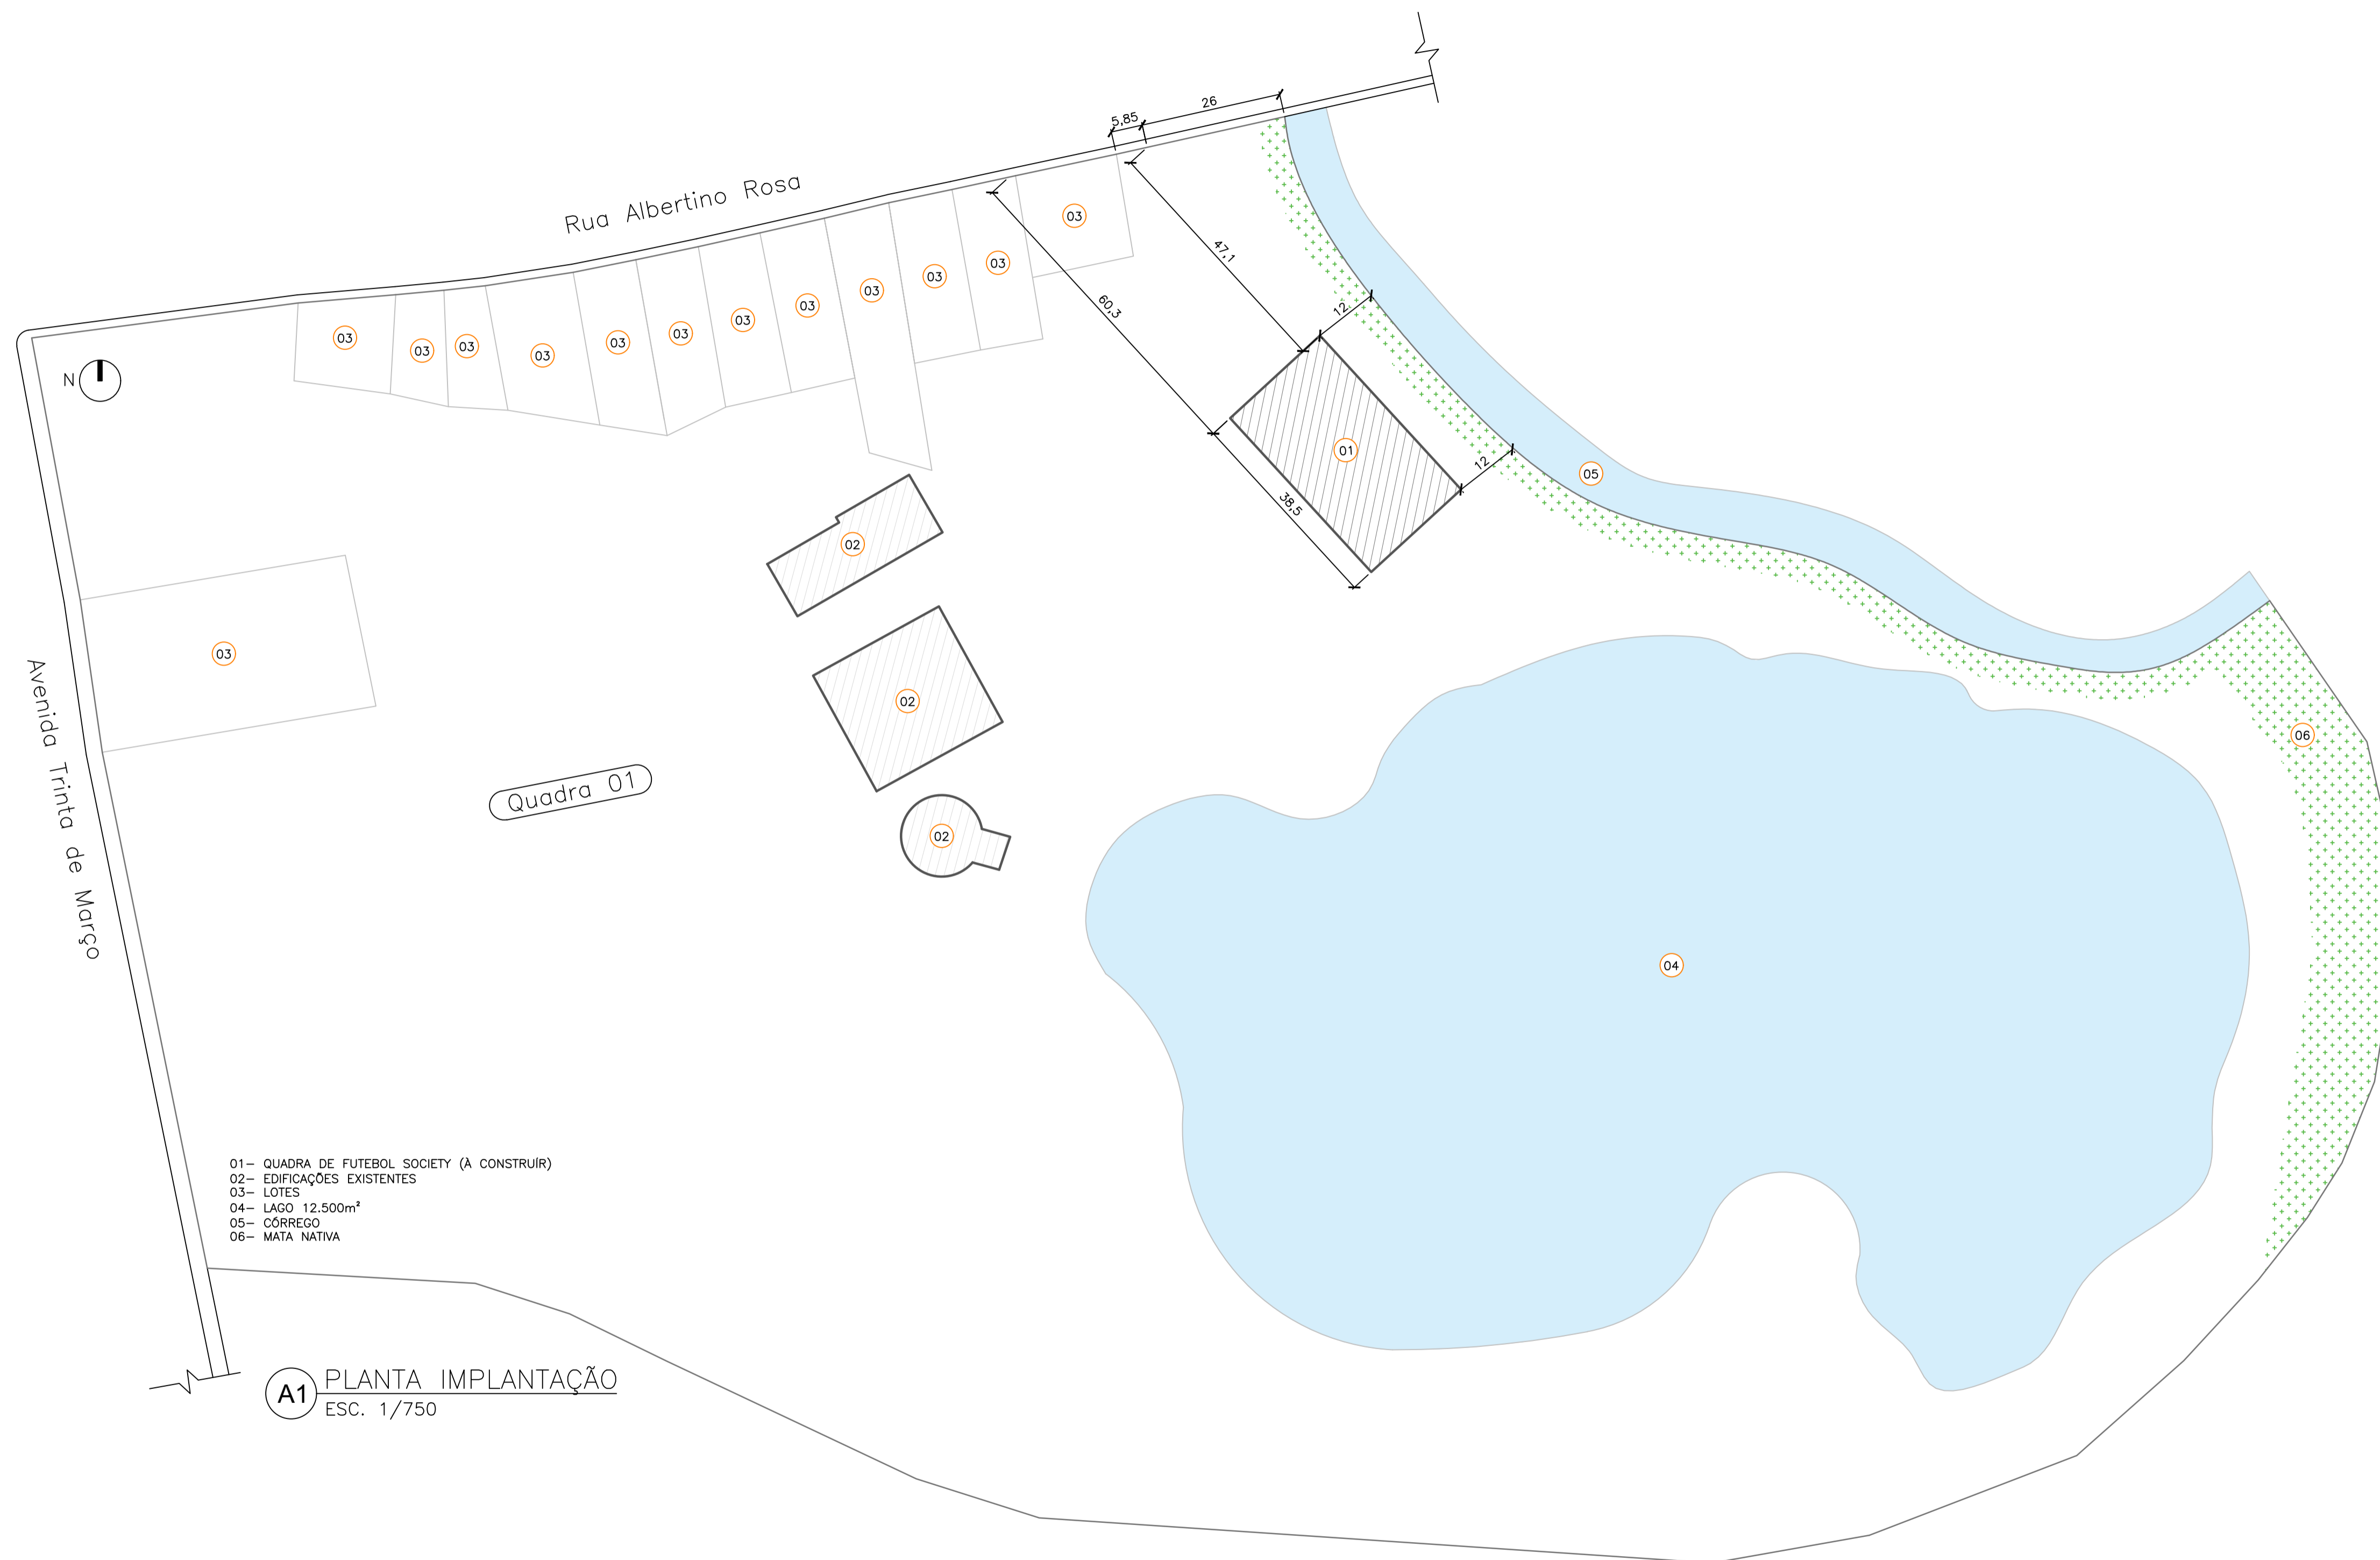 26
5,85
Rua Albertino Rosa
47,1
60,3
12
12
38,5
N
03
03
03
03
03
03
03
03
03
03
03
03
03
01
05
02
02
02
06
04
Avenida Trinta de Março
Quadra 01
01– QUADRA DE FUTEBOL SOCIETY (À CONSTRUÍR)
02– EDIFICAÇÕES EXISTENTES
03– LOTES
04– LAGO 12.500m²
05– CÓRREGO
06– MATA NATIVA
A1 PLANTA IMPLANTAÇÃO
ESC. 1/750